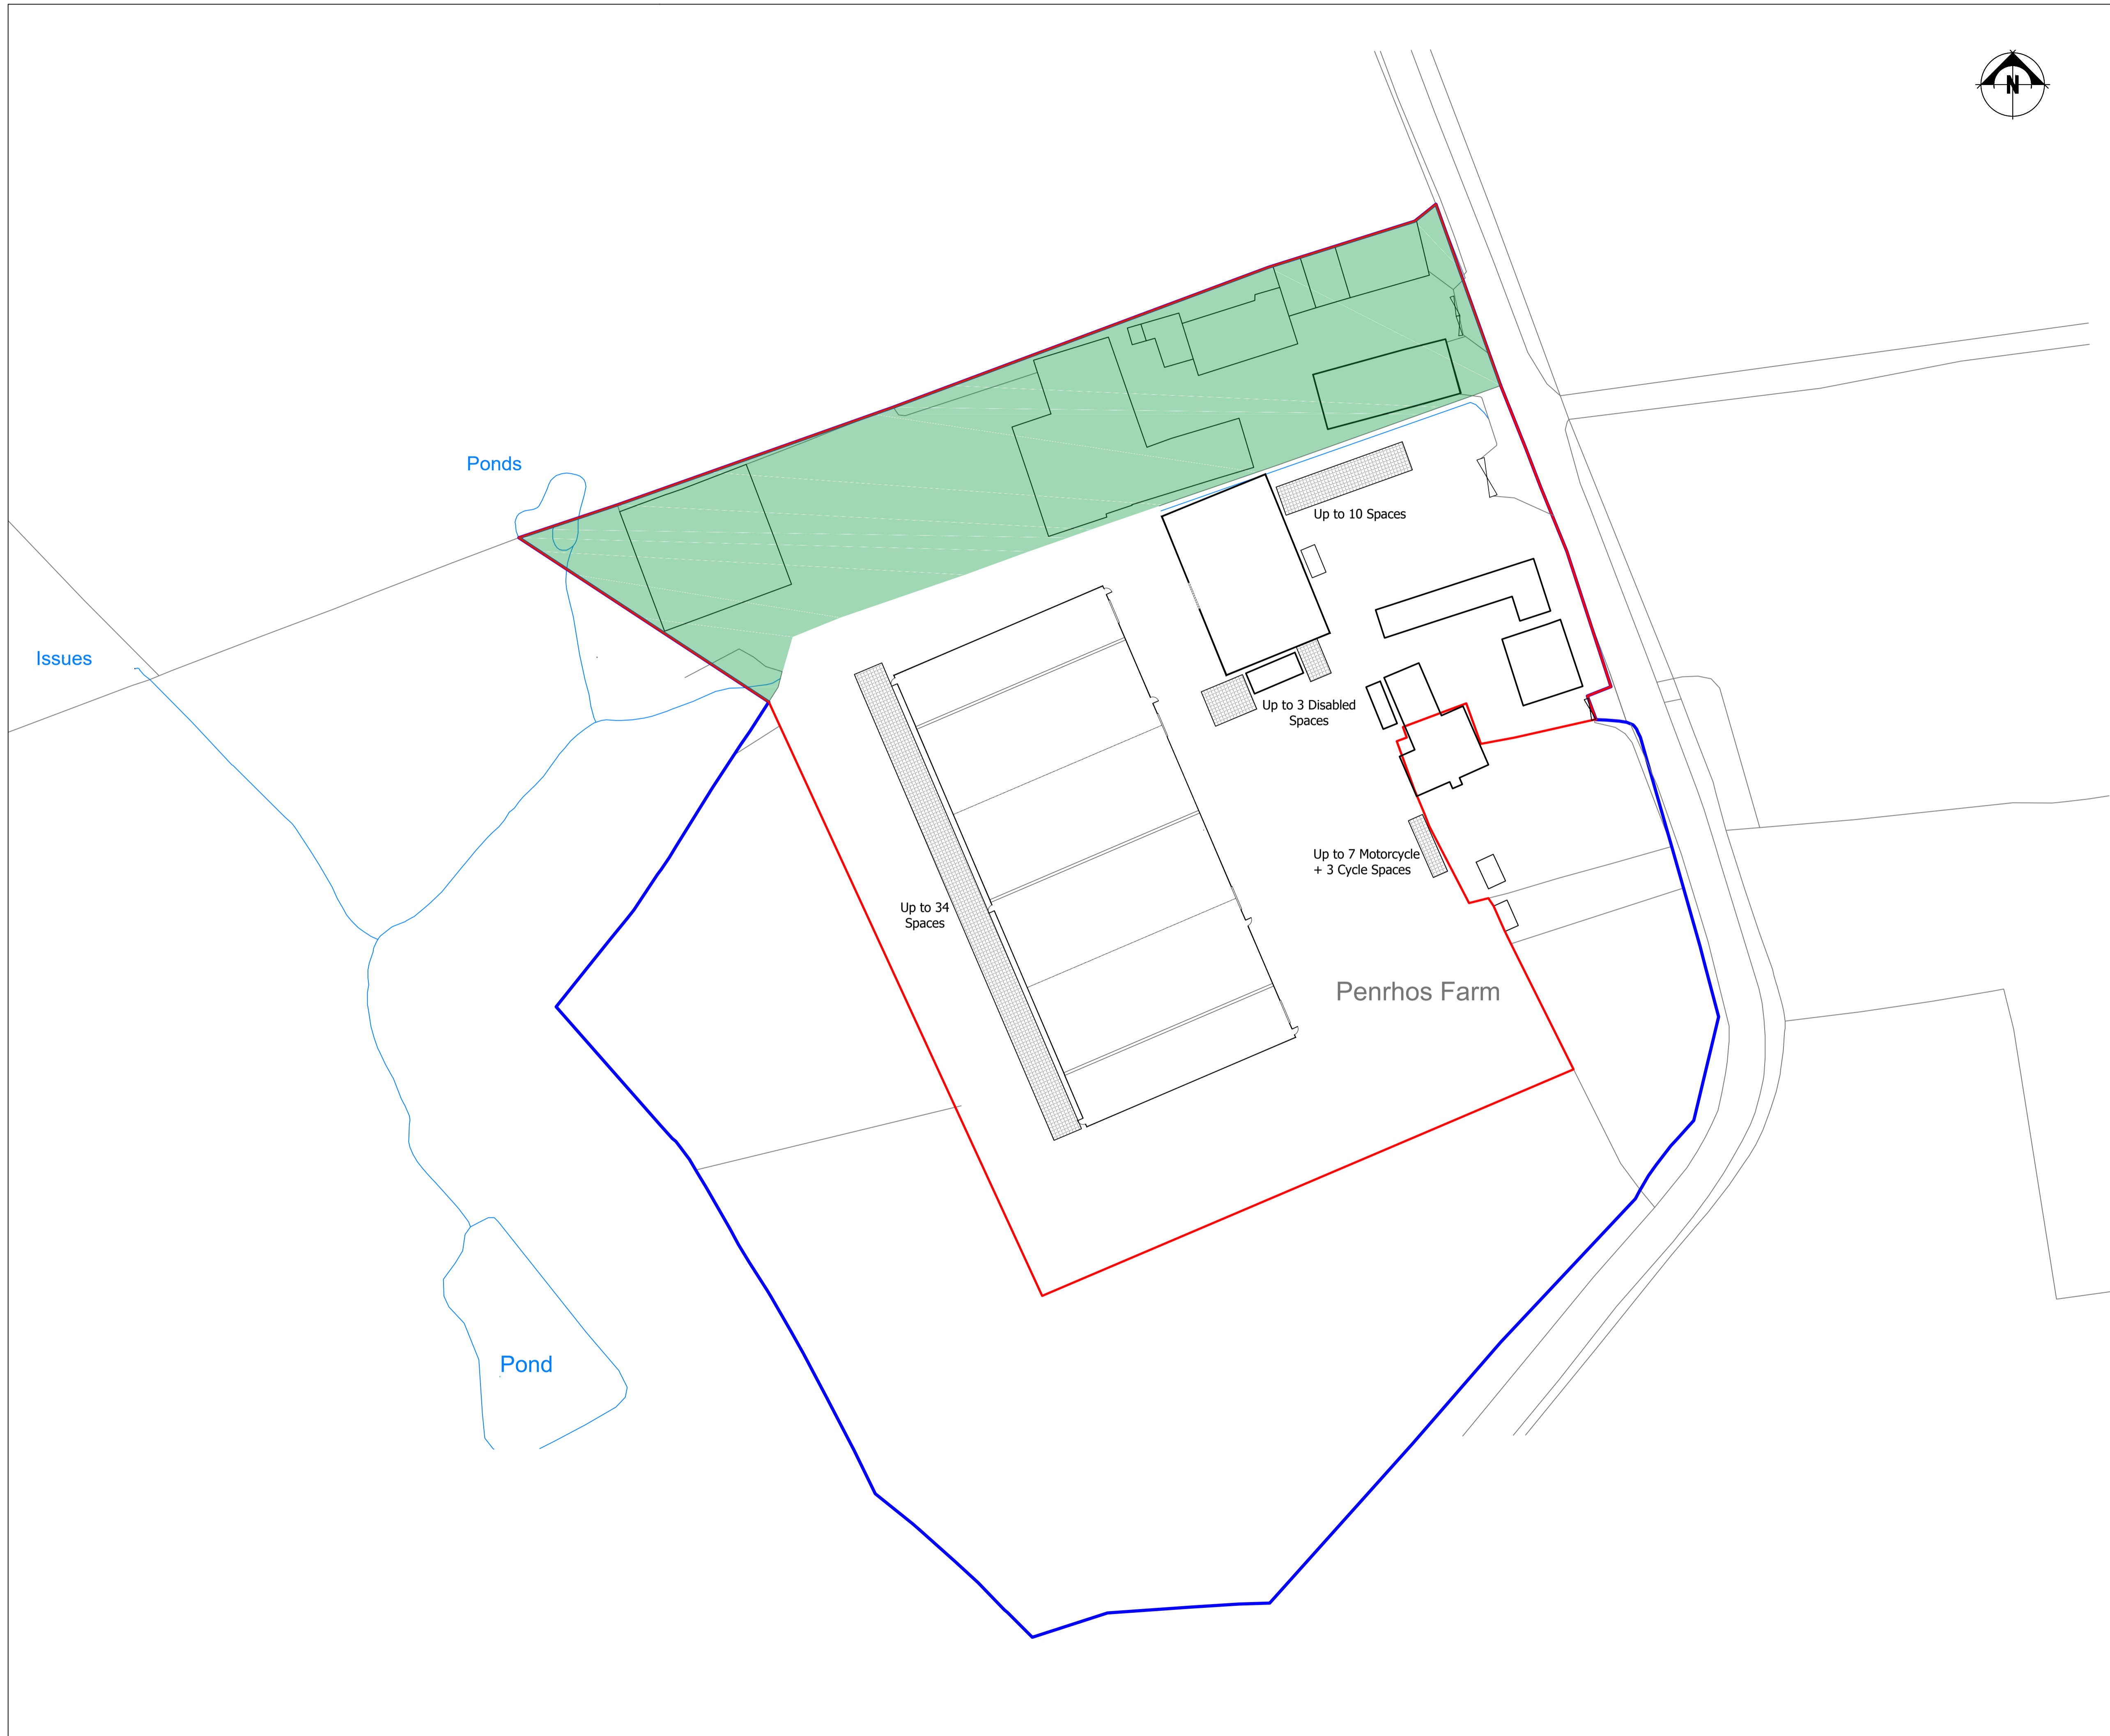 N
Ponds
Up to 10 Spaces
Issues
Up to 3 Disabled
Spaces
Up to 7 Motorcycle
+ 3 Cycle Spaces
Up to 34
Spaces
Penrhos Farm
Pond